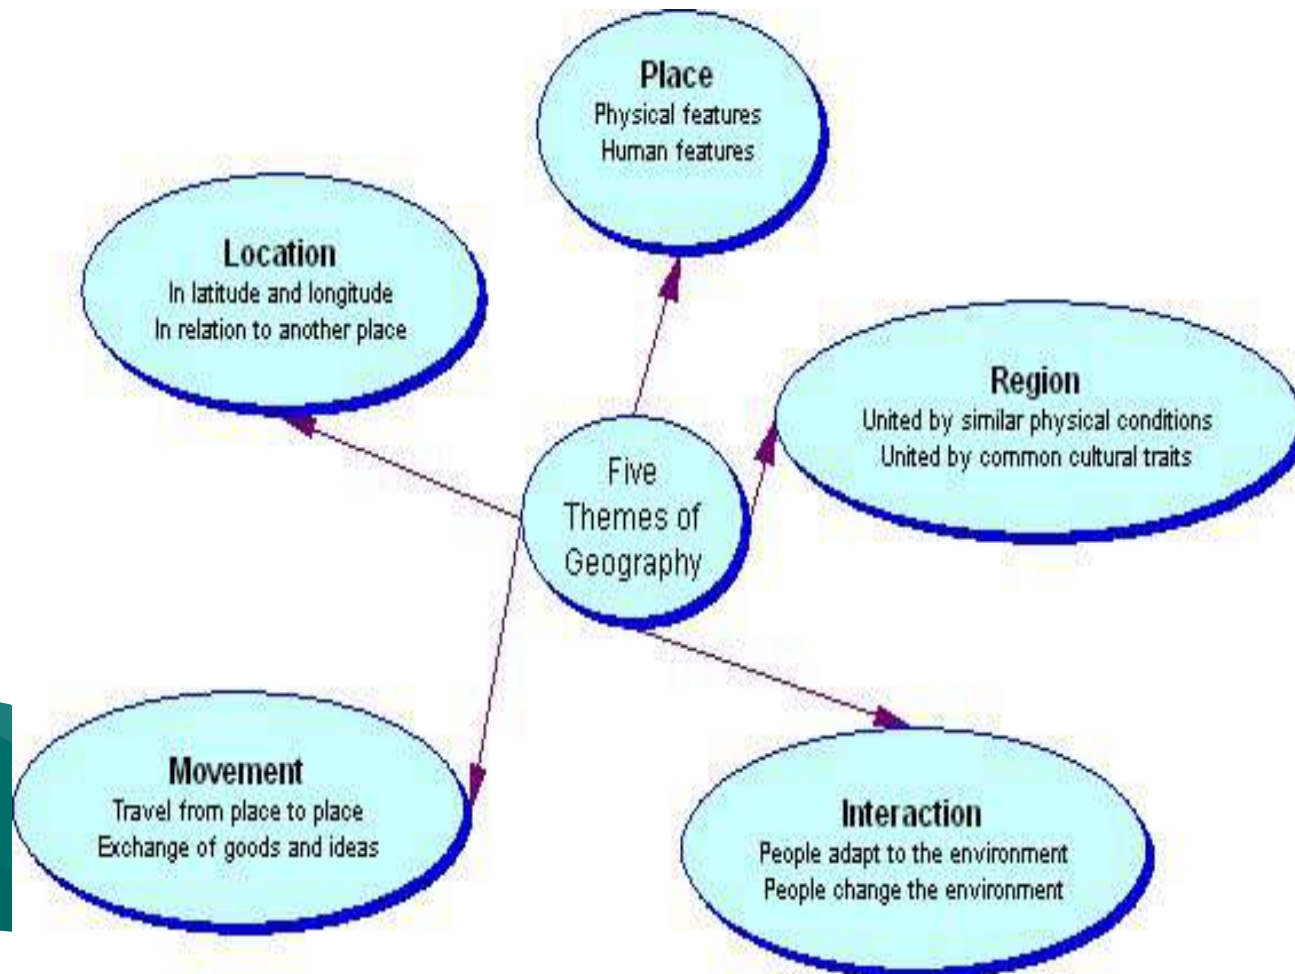 Place
Physical features
Human features
Location
In latitude and longitude
In relation to another place
Region
United by similar physical conditions
United by common cultural traits
Five
Themes of
Geography
Movement
Travel from place to place
Exchange of goods and ideas
Interaction
People adapt to the environment
People change the environment